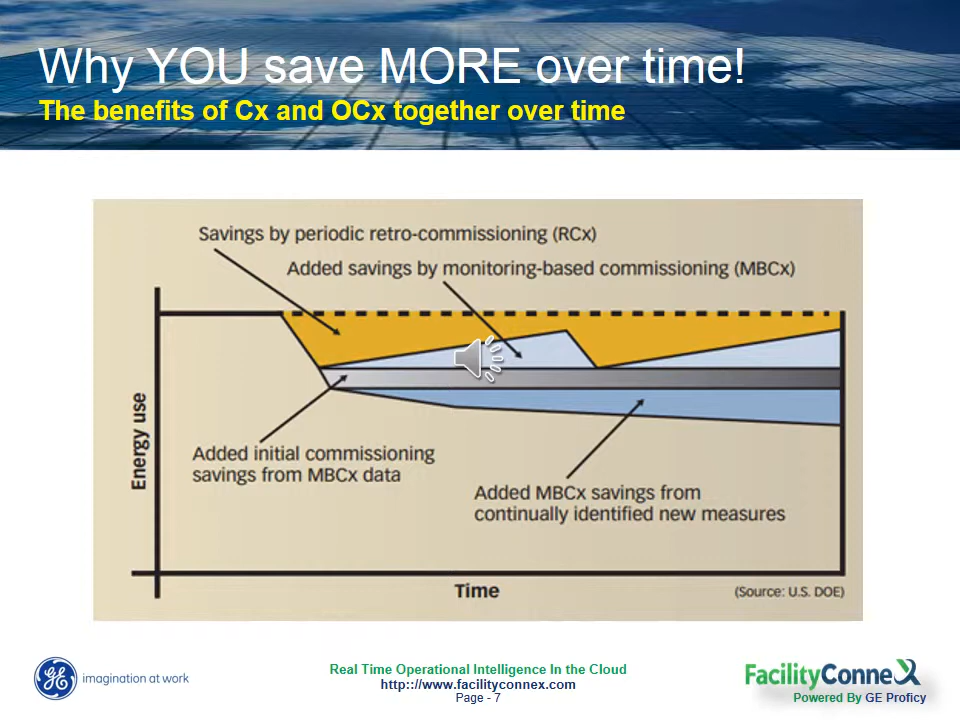 Why YOU save MORE over time!
The benefits of Cx and OCx together over time
Savings by periodic retro-commissioning (RCx)
Added savings by monitoring-based commissioning (MBCx)
Energy use
Added initial commissioning
savings from MBCx data
Added MBCx savings from
continually identified new measures
Time
(Source: U.S. DOE)
GE
imagination at work
Real Time Operational Intelligence In the Cloud
http:://www.facilityconnex.com
Page - 7
FacilityConneX
Powered By GE Proficy